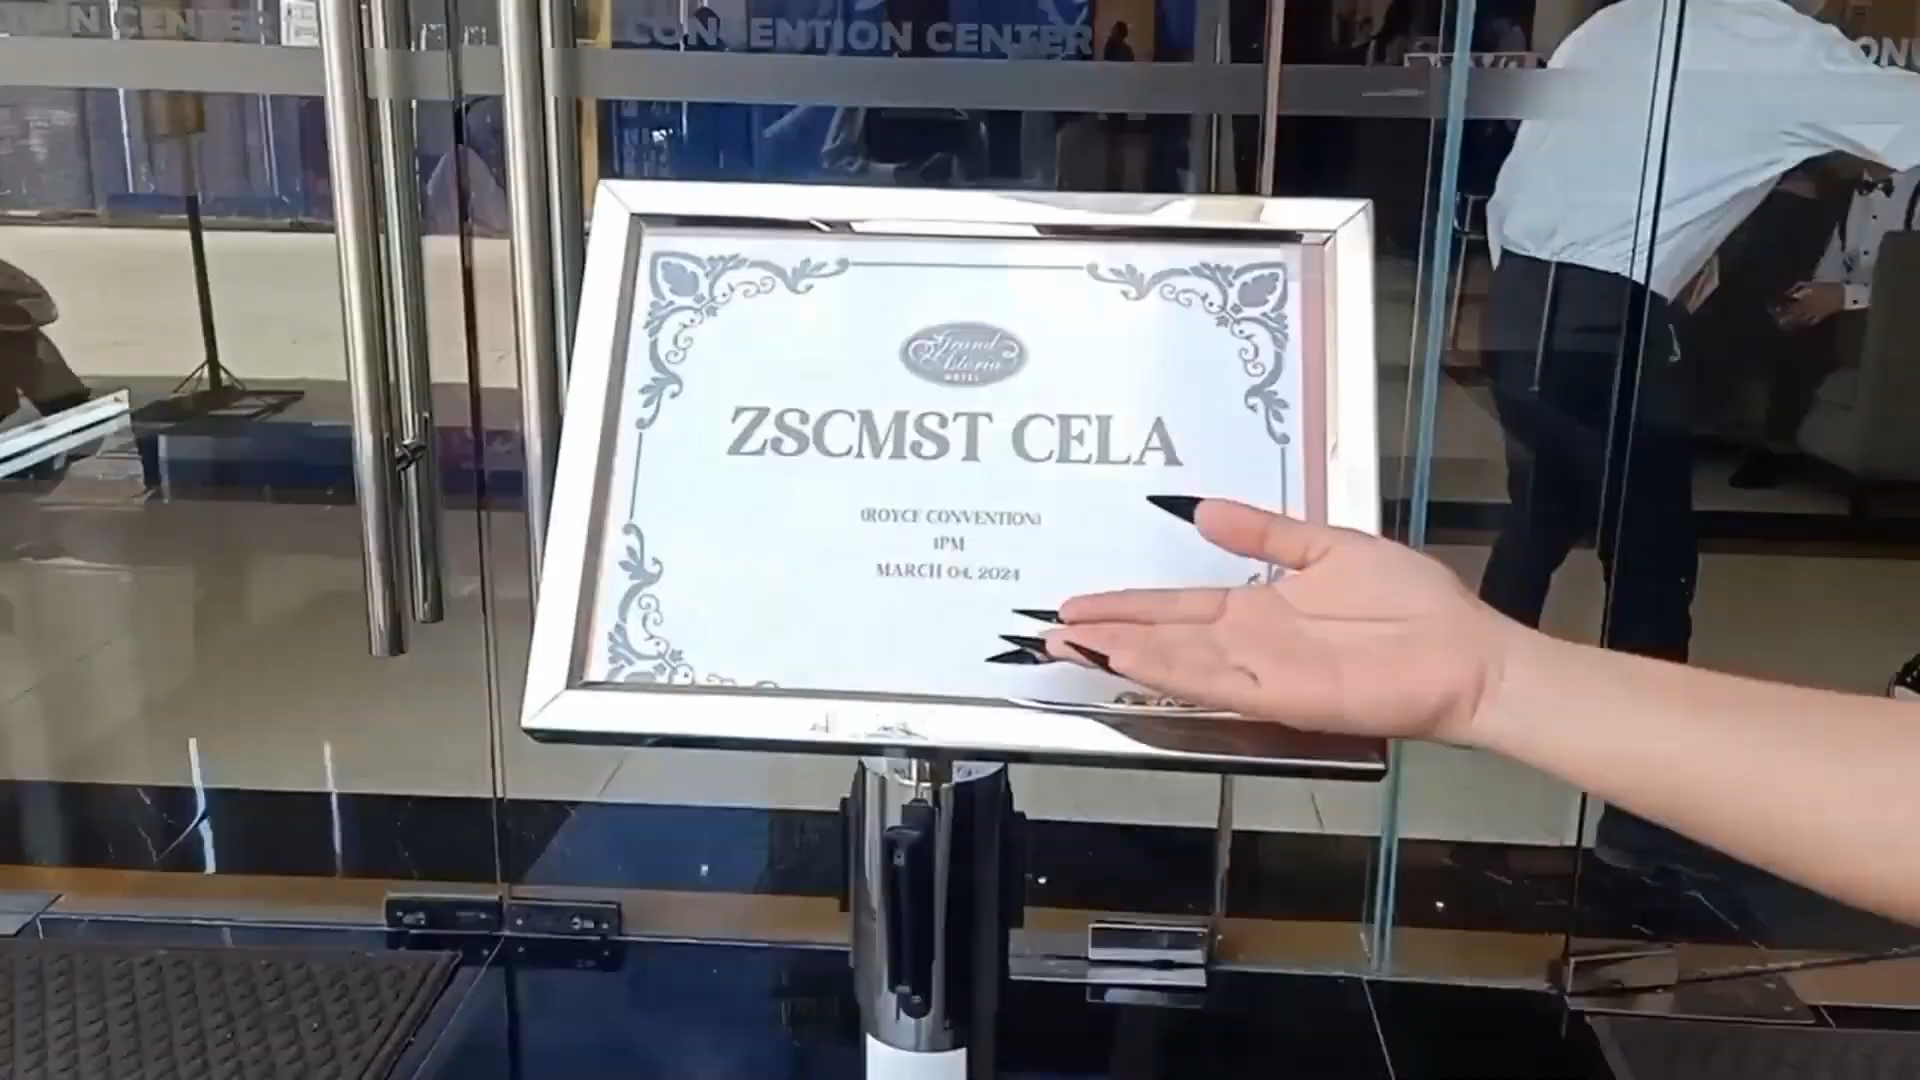 CONVENTION CENTER
Grand
Astoria
HOTEL
ZSCMST CELA
(ROYCE CONVENTION)
1PM
MARCH 04, 2024